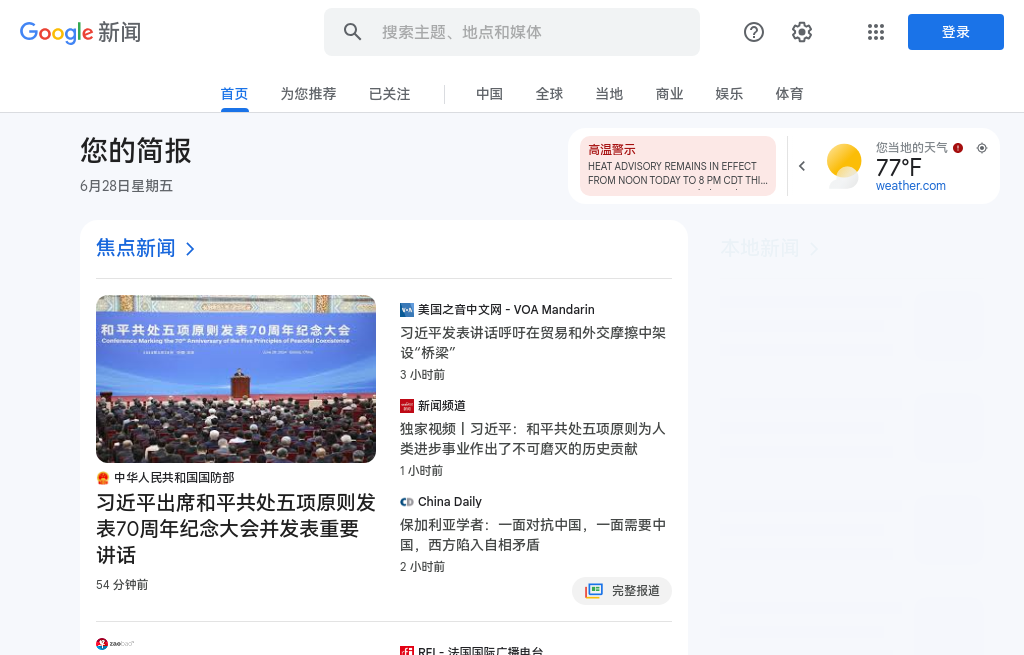 Google 新闻
搜索主题、地点和媒体
登录
首页
为您推荐
已关注
中国
全球
当地
商业
娱乐
体育
您的简报
6月28日星期五
高温警示
HEAT ADVISORY REMAINS IN EFFECT
FROM NOON TODAY TO 8 PM CDT THI...
您当地的天气
77°F
weather.com
焦点新闻
本地新闻
和平共处五项原则发表70周年纪念大会
Conference Marking the 70th Anniversary of the Five Principles of Peaceful Coexistence
中华人民共和国国防部
习近平出席和平共处五项原则发
表70周年纪念大会并发表重要
讲话
54 分钟前
美国之音中文网 - VOA Mandarin
习近平发表讲话呼吁在贸易和外交摩擦中架
设“桥梁”
3 小时前
新闻频道
独家视频丨习近平：和平共处五项原则为人
类进步事业作出了不可磨灭的历史贡献
1 小时前
China Daily
保加利亚学者：一面对抗中国，一面需要中
国，西方陷入自相矛盾
2 小时前
完整报道
zaobao
RFI - 法国国际广播电台